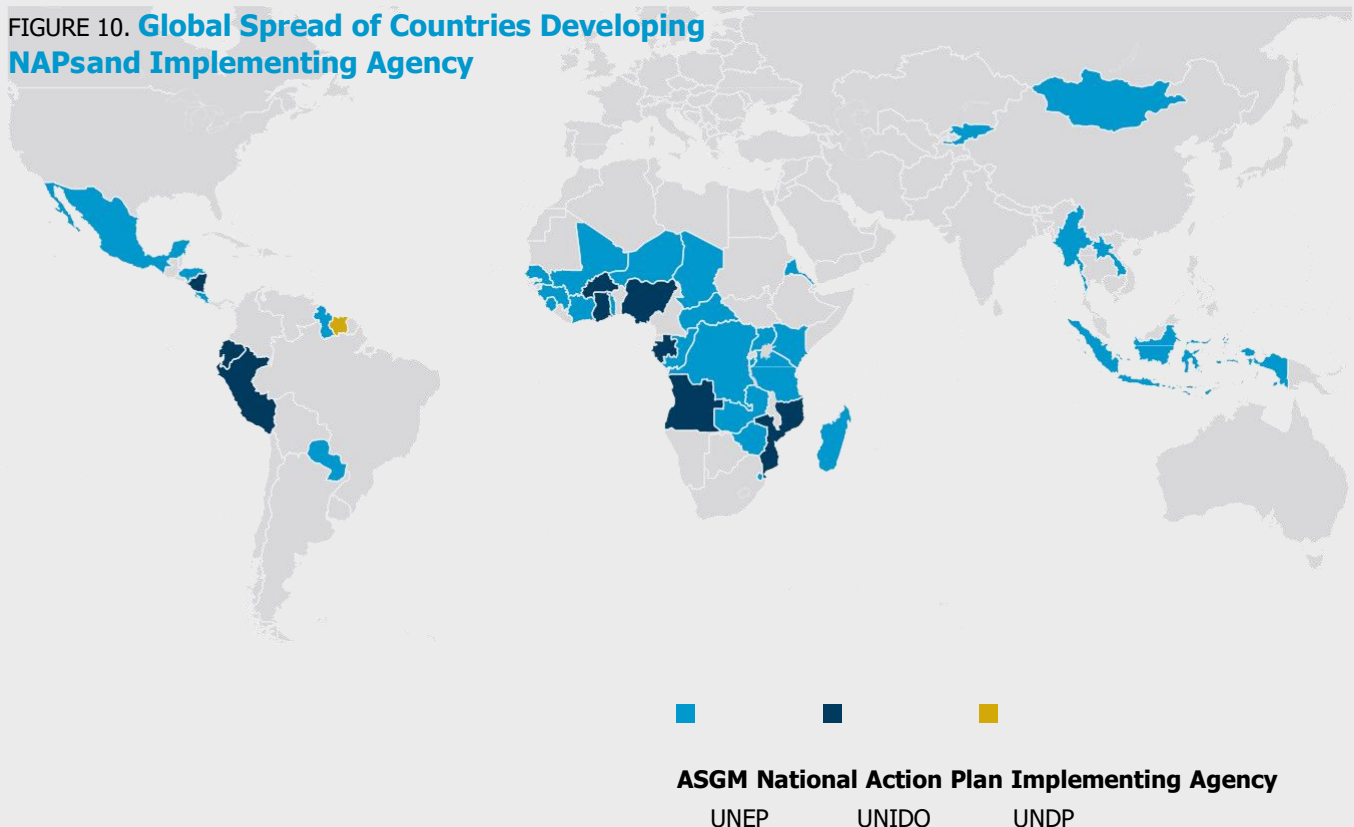 FIGURE 10. Global Spread of Countries Developing
NAPsand Implementing Agency
ASGM National Action Plan Implementing Agency
UNEP UNIDO UNDP